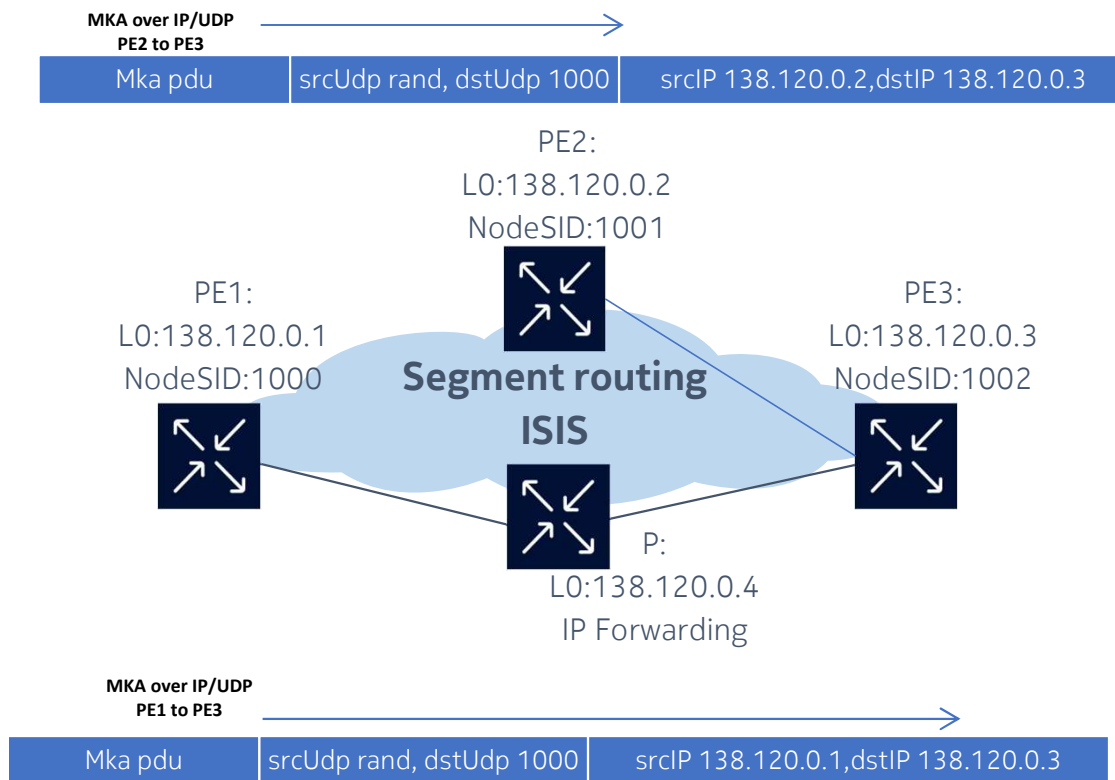 MKA over IP/UDP
PE2 to PE3
Mka pdu
srcUdp rand, dstUdp 1000
srcIP 138.120.0.2,dstIP 138.120.0.3
PE2:
L0:138.120.0.2
NodeSID:1001
PE1:
L0:138.120.0.1
NodeSID:1000
PE3:
L0:138.120.0.3
NodeSID:1002
Segment routing
ISIS
P:
L0:138.120.0.4
IP Forwarding
MKA over IP/UDP
PE1 to PE3
Mka pdu
srcUdp rand, dstUdp 1000
srcIP 138.120.0.1,dstIP 138.120.0.3